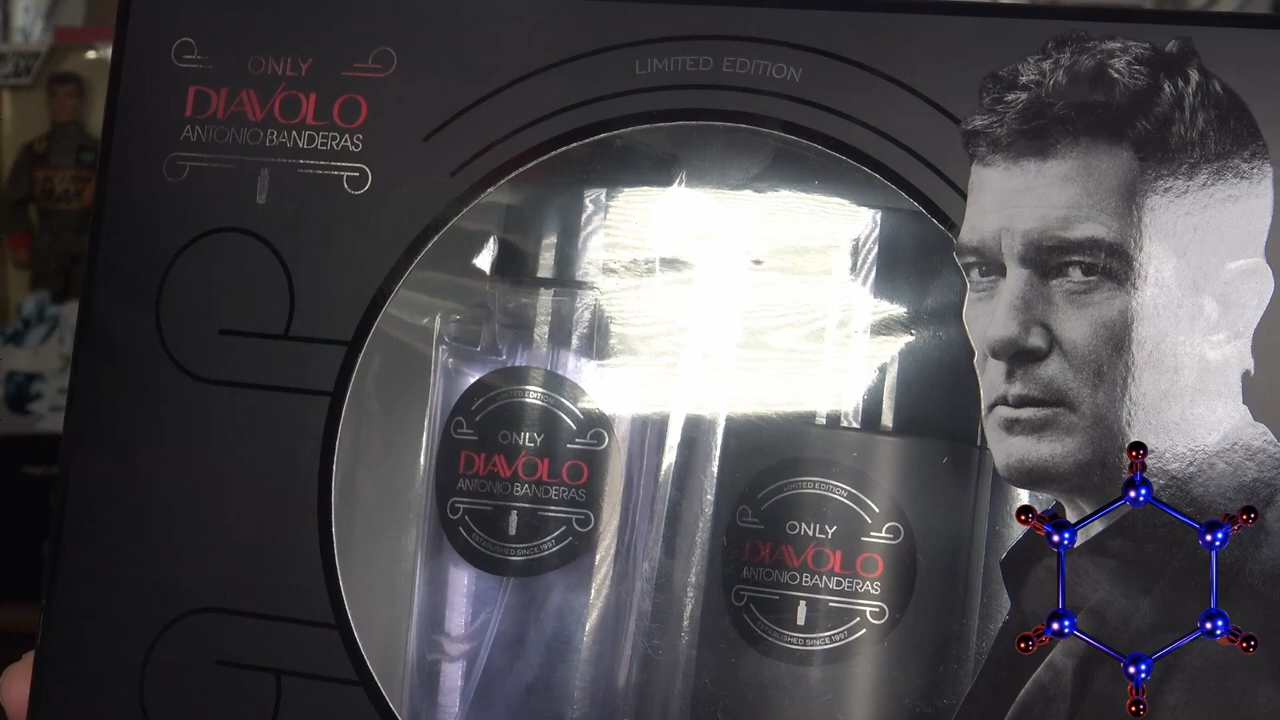 ONLY
DIAVOLO
ANTONIO BANDERAS
LIMITED EDITION
LIMITED EDITION
ONLY
DIAVOLO
ANTONIO BANDERAS
ESTABLISHED SINCE 1997
LIMITED EDITION
ONLY
DIAVOLO
ANTONIO BANDERAS
ESTABLISHED SINCE 1997